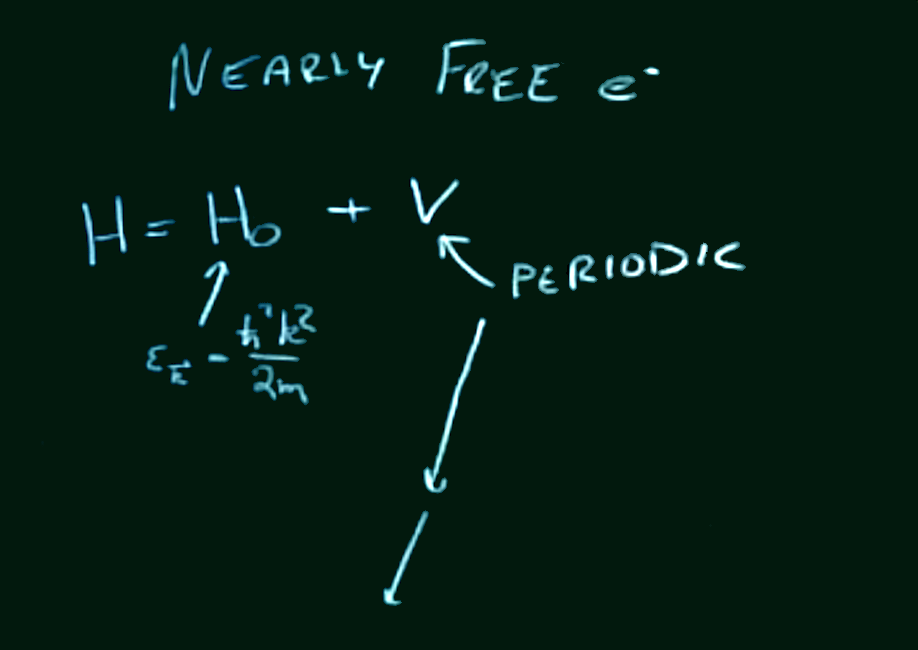 NEARLY FREE e⁻
H = H₀ + V
PERIODIC
ε_k⃗ - ħ²k²/2m